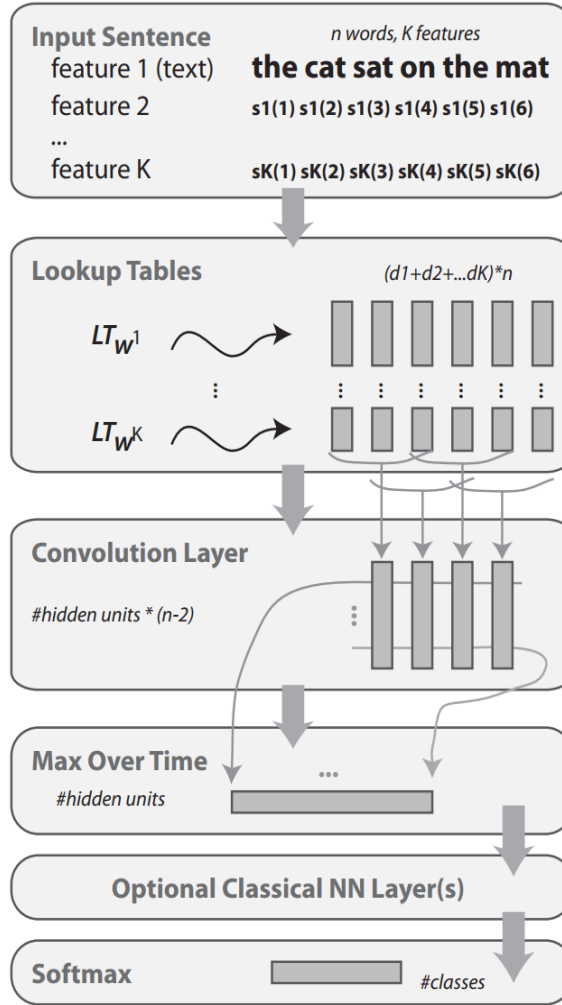 Input Sentence
n words, K features
feature 1 (text) the cat sat on the mat
feature 2 s1(1) s1(2) s1(3) s1(4) s1(5) s1(6)
...
feature K sK(1) sK(2) sK(3) sK(4) sK(5) sK(6)
Lookup Tables
(d1+d2+...dK)*n
LTW1
LTWK
Convolution Layer
#hidden units * (n-2)
Max Over Time
...
#hidden units
Optional Classical NN Layer(s)
Softmax
#classes